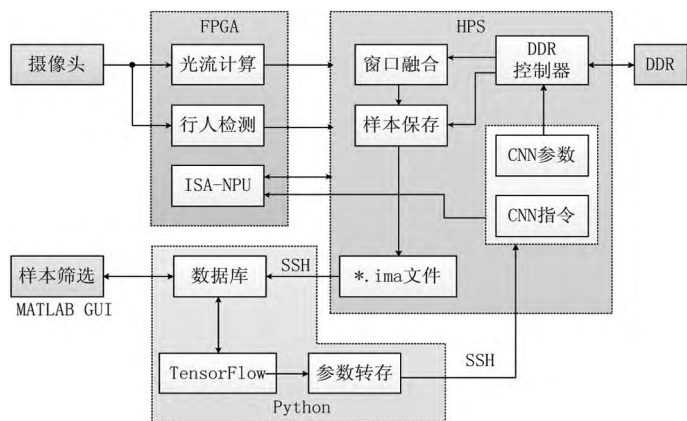 FPGA
HPS
摄像头
光流计算
窗口融合
DDR
控制器
DDR
行人检测
样本保存
CNN参数
ISA-NPU
CNN指令
样本筛选
MATLAB GUI
数据库
SSH
*.ima文件
TensorFlow
参数转存
SSH
Python